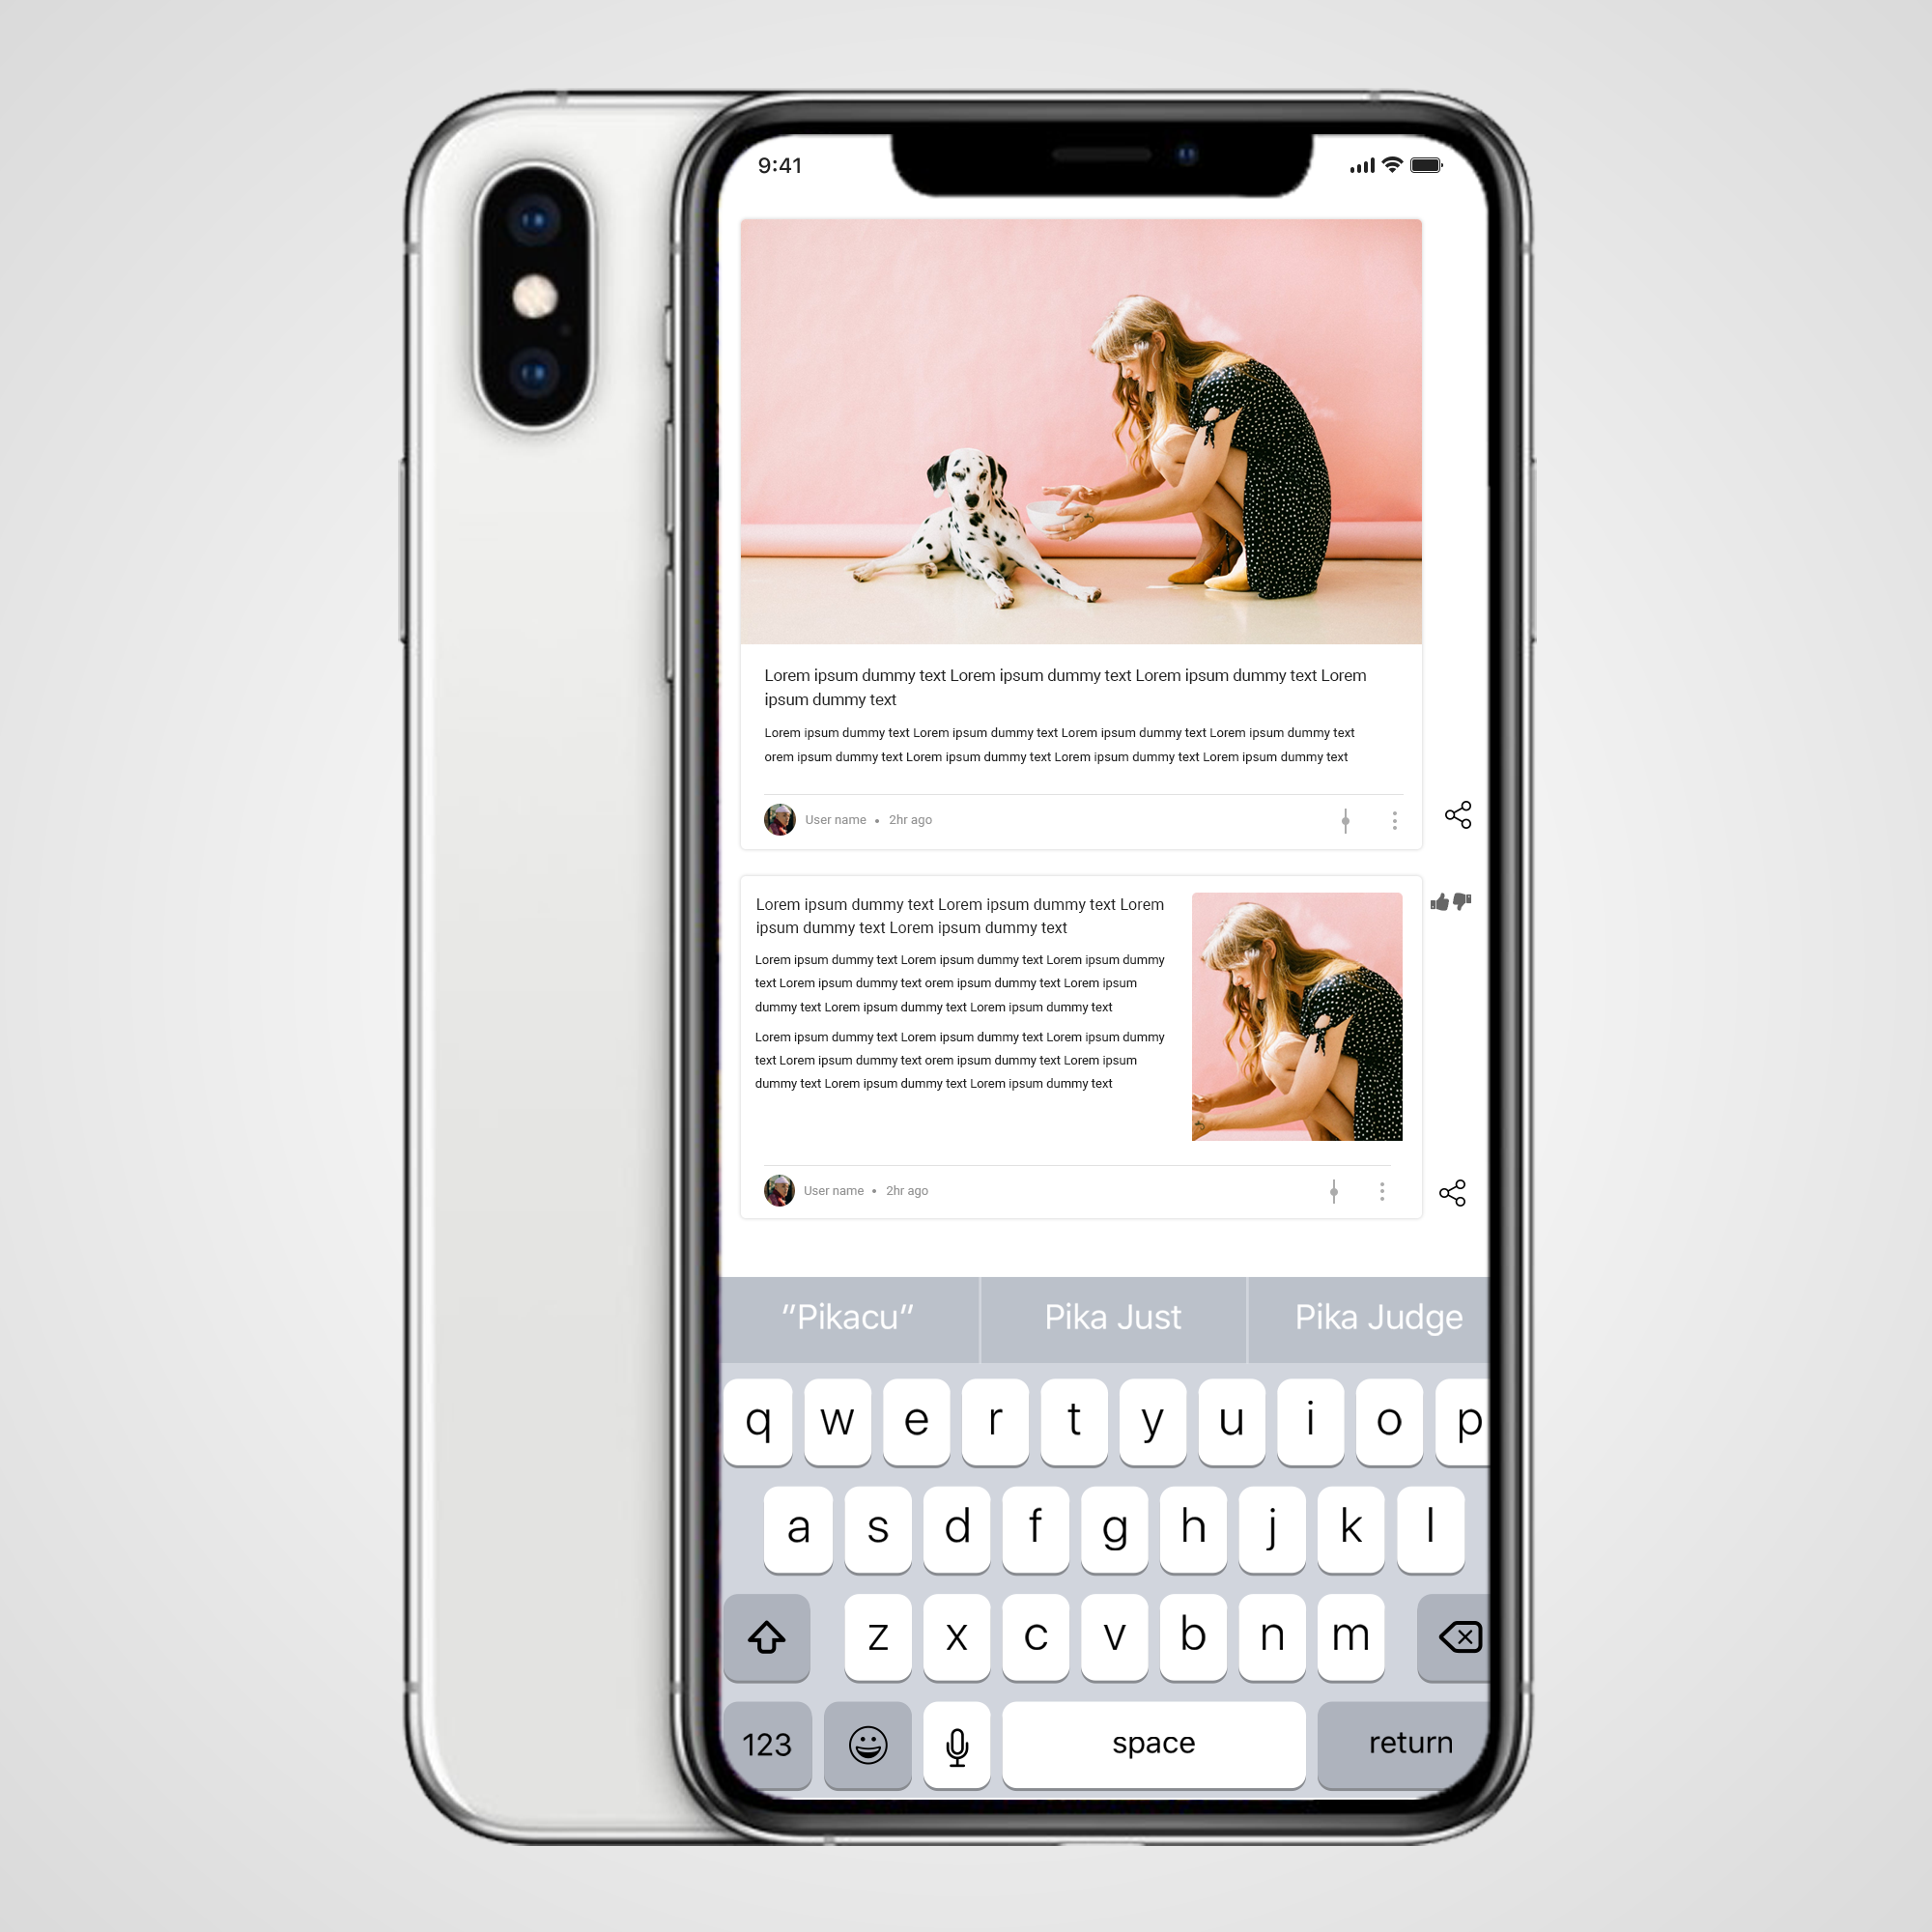 9:41
Lorem ipsum dummy text Lorem ipsum dummy text Lorem ipsum dummy text Lorem
ipsum dummy text
Lorem ipsum dummy text Lorem ipsum dummy text Lorem ipsum dummy text Lorem ipsum dummy text
orem ipsum dummy text Lorem ipsum dummy text Lorem ipsum dummy text Lorem ipsum dummy text
User name • 2hr ago
Lorem ipsum dummy text Lorem ipsum dummy text Lorem
ipsum dummy text Lorem ipsum dummy text
Lorem ipsum dummy text Lorem ipsum dummy text Lorem ipsum dummy
text Lorem ipsum dummy text orem ipsum dummy text Lorem ipsum
dummy text Lorem ipsum dummy text Lorem ipsum dummy text
Lorem ipsum dummy text Lorem ipsum dummy text Lorem ipsum dummy
text Lorem ipsum dummy text orem ipsum dummy text Lorem ipsum
dummy text Lorem ipsum dummy text Lorem ipsum dummy text
User name • 2hr ago
“Pikacu” Pika Just Pika Judge
q w e r t y u i o p
a s d f g h j k l
z x c v b n m
123 space return